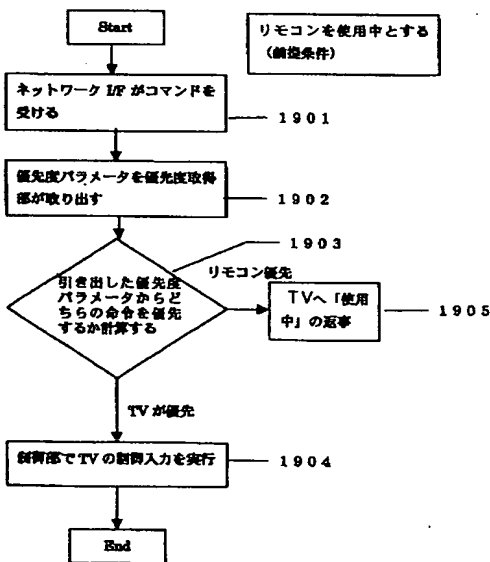 Start
リモコンを使用中とする
(前提条件)
ネットワーク I/F がコマンドを
受ける
1901
優先度パラメータを優先度取得
部が取り出す
1902
1903
引き出した優先度
パラメータからど
ちらの命令を優先
するか計算する
リモコン優先
TVへ「使用
中」の返事
1905
TVが優先
制御部でTVの制御入力を実行
1904
End